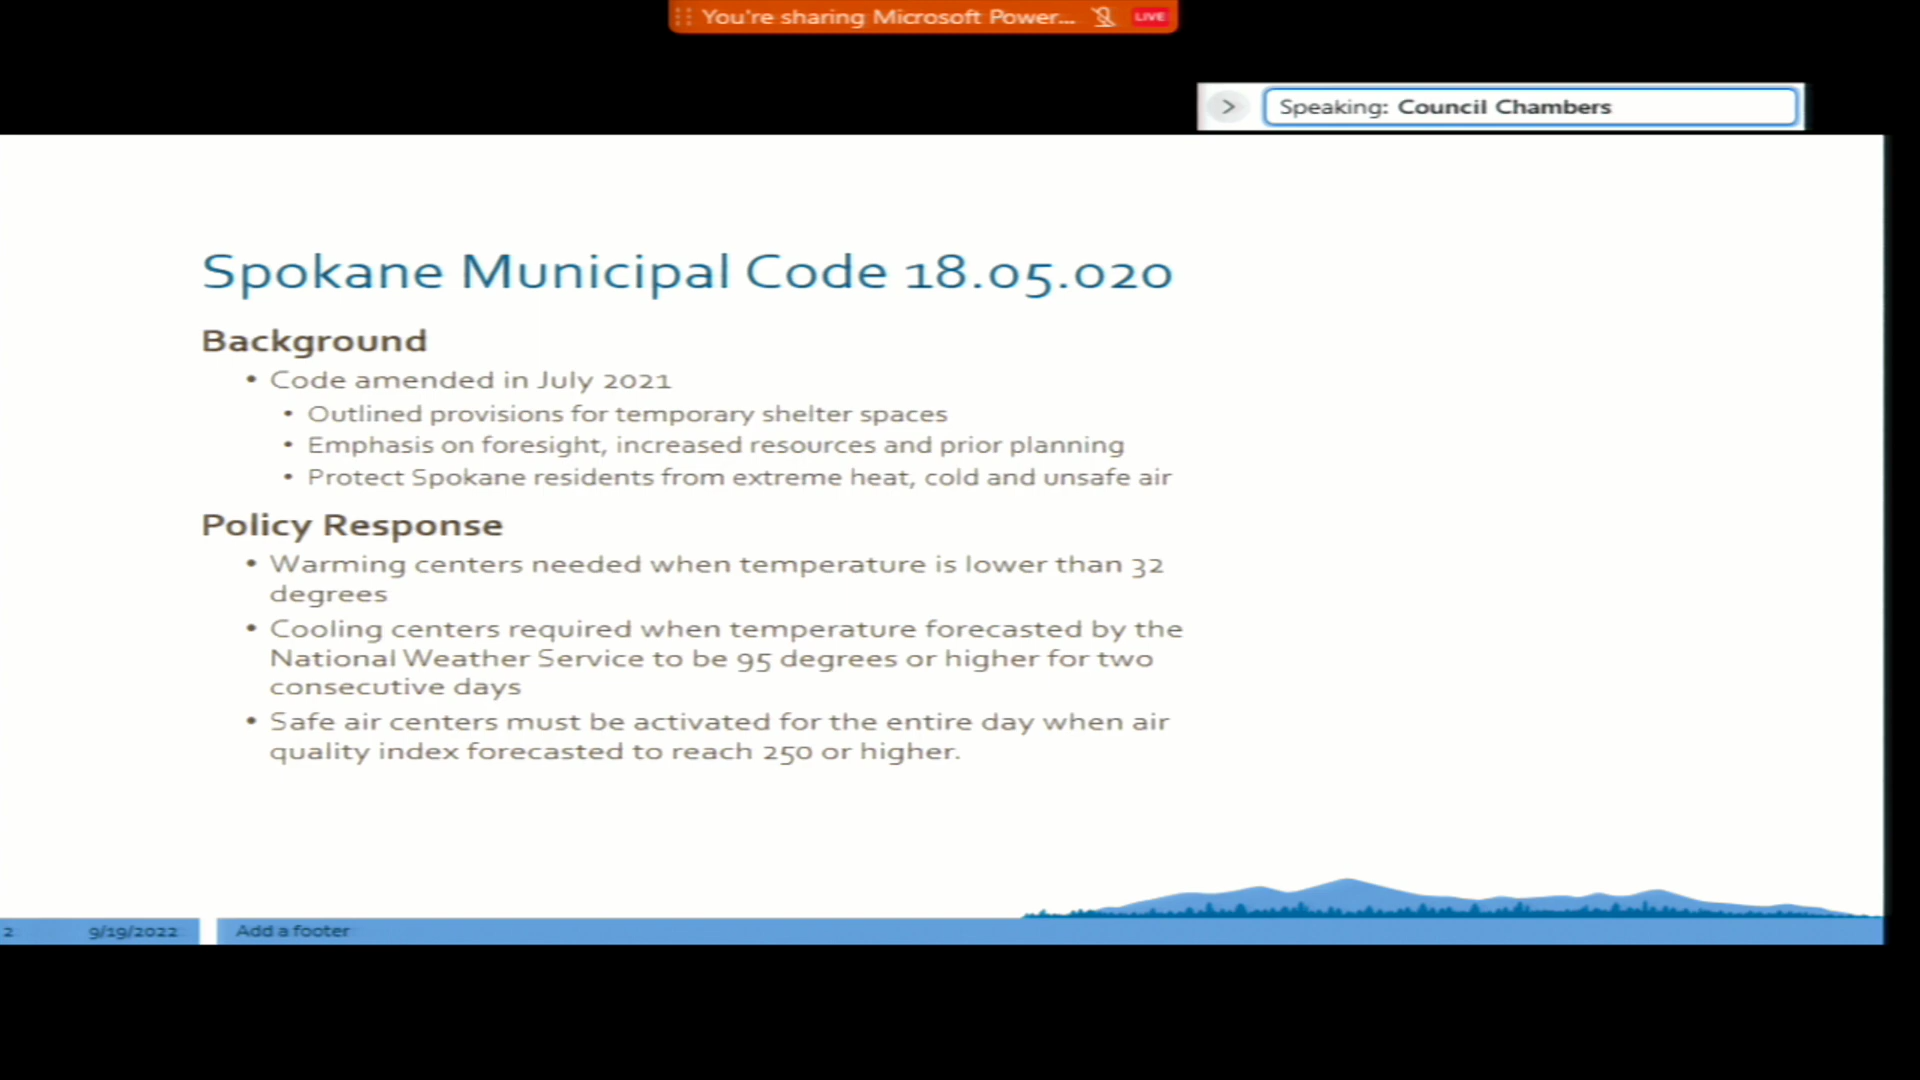 You're sharing Microsoft Power...
LIVE
Speaking: Council Chambers
Spokane Municipal Code 18.05.020
Background
• Code amended in July 2021
• Outlined provisions for temporary shelter spaces
• Emphasis on foresight, increased resources and prior planning
• Protect Spokane residents from extreme heat, cold and unsafe air
Policy Response
• Warming centers needed when temperature is lower than 32
degrees
• Cooling centers required when temperature forecasted by the
National Weather Service to be 95 degrees or higher for two
consecutive days
• Safe air centers must be activated for the entire day when air
quality index forecasted to reach 250 or higher.
2
9/19/2022
Add a footer